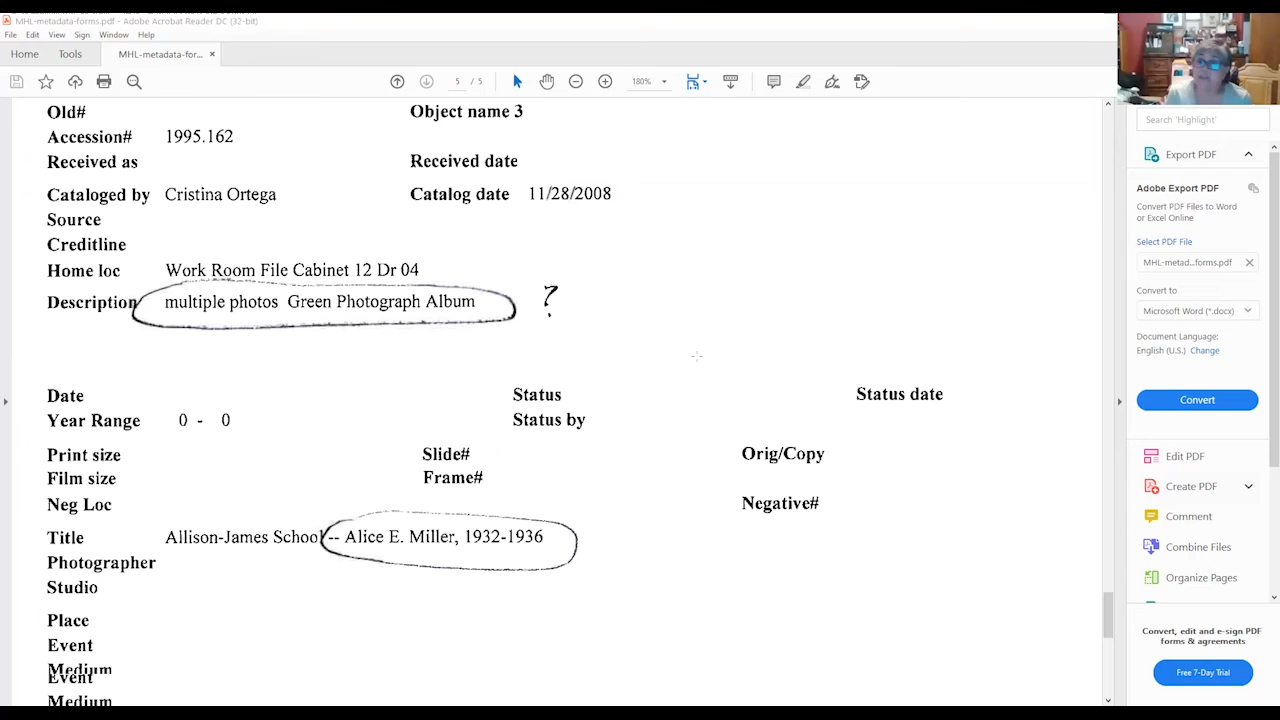 MHL-metadata-forms.pdf - Adobe Acrobat Reader DC (32-bit)
File Edit View Sign Window Help
Home Tools MHL-metadata-for... ×
5 / 5 180%
Search 'Highlight'
Old# Object name 3
Accession# 1995.162
Received as Received date
Cataloged by Cristina Ortega Catalog date 11/28/2008
Source
Creditline
Home loc Work Room File Cabinet 12 Dr 04
Description multiple photos Green Photograph Album ?
Date Status Status date
Year Range 0 - 0 Status by
Print size Slide# Orig/Copy
Film size Frame#
Neg Loc Negative#
Title Allison-James School -- Alice E. Miller, 1932-1936
Photographer
Studio
Place
Event
Medium
Event
Medium
Export PDF
Adobe Export PDF
Convert PDF Files to Word
or Excel Online
Select PDF File
MHL-metad...forms.pdf ×
Convert to
Microsoft Word (*.docx)
Document Language:
English (U.S.) Change
Convert
Edit PDF
Create PDF
Comment
Combine Files
Organize Pages
Convert, edit and e-sign PDF
forms & agreements
Free 7-Day Trial